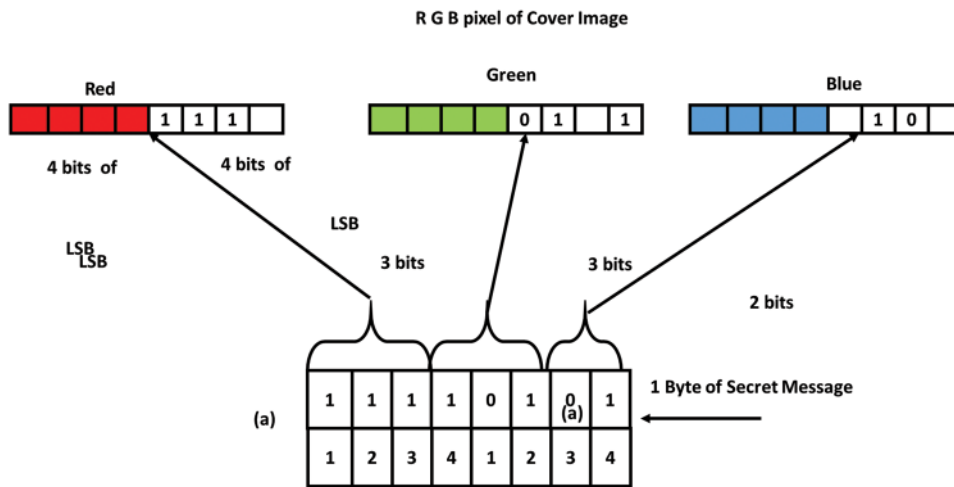 R G B pixel of Cover Image
Red
Green
Blue
1 1 1
0 1 1
1 0
4 bits of
4 bits of
LSB
LSB
LSB
3 bits
3 bits
2 bits
1 1 1 1 0 1 0 1
1 Byte of Secret Message
(a)
(a)
1 2 3 4 1 2 3 4